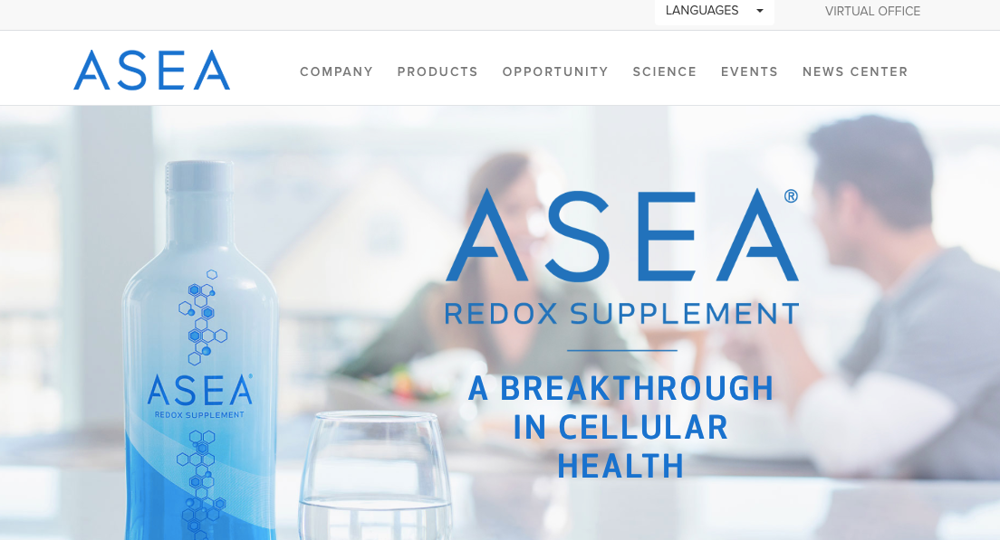 LANGUAGES
VIRTUAL OFFICE
ASEA
COMPANY PRODUCTS OPPORTUNITY SCIENCE EVENTS NEWS CENTER
ASEA®
REDOX SUPPLEMENT
A BREAKTHROUGH
IN CELLULAR
HEALTH
ASEA®
REDOX SUPPLEMENT